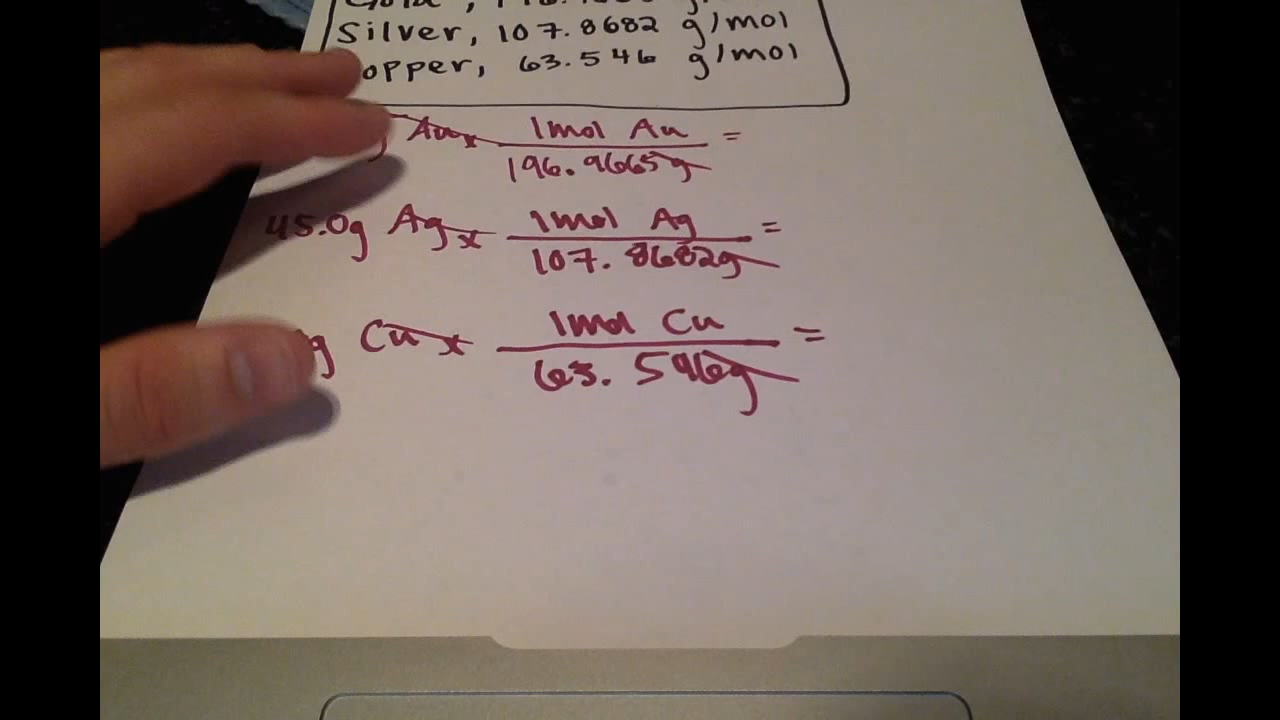 Silver, 107.8682 g/mol
opper, 63.546 g/mol
g Au x 1mol Au =
196.9665g
45.0g Ag x 1mol Ag =
107.8682g
g Cu x 1mol Cu =
63.546g